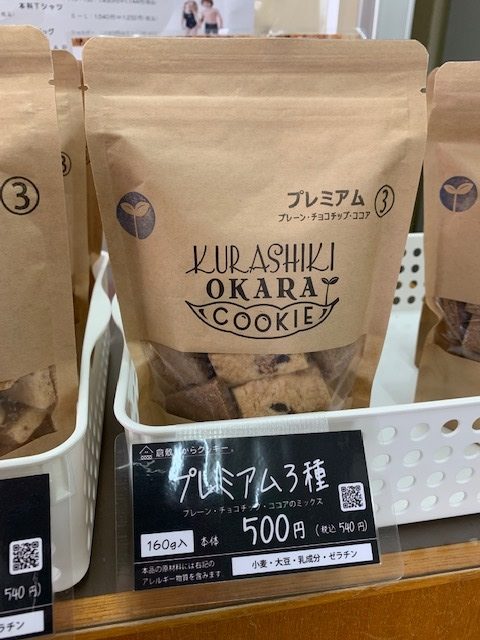 本科Tシャツ
③
プレミアム③
プレーン・チョコチップ・ココア
KURASHIKI
OKARA
COOKIE
倉敷おからクッキー。
プレミアム3種
プレーン・チョコチップ・ココアのミックス
160g入 本体 500円 (税込 540円)
本品の原材料には右記の
アレルギー物質を含みます
小麦・大豆・乳成分・ゼラチン
540円)
ゼラチン